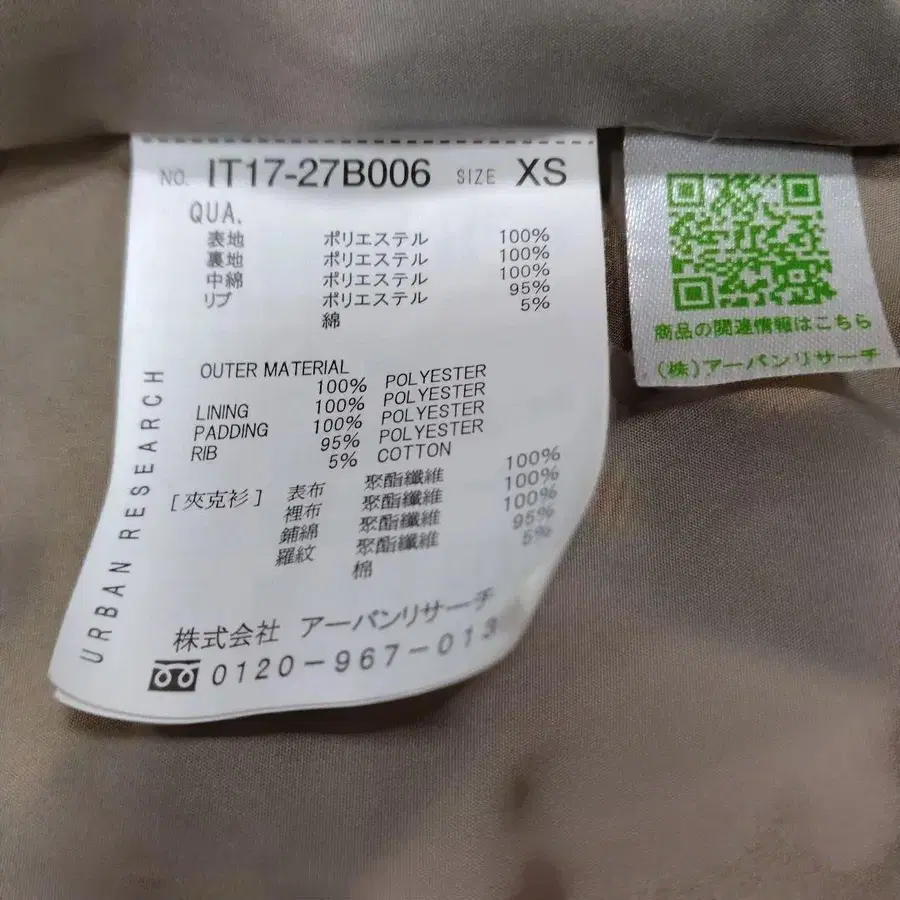 NO. IT17-27B006 SIZE XS
QUA.
表地 ポリエステル 100%
裏地 ポリエステル 100%
中綿 ポリエステル 100%
リブ ポリエステル 95%
綿 5%
OUTER MATERIAL
100% POLYESTER
LINING 100% POLYESTER
PADDING 100% POLYESTER
RIB 95% POLYESTER
5% COTTON
[夾克衫] 表布 聚酯纖維 100%
裡布 聚酯纖維 100%
鋪綿 聚酯纖維 100%
羅紋 聚酯纖維 95%
棉 5%
株式会社 アーバンリサーチ
0120-967-013
URBAN RESEARCH
商品の関連情報はこちら
(株)アーバンリサーチ